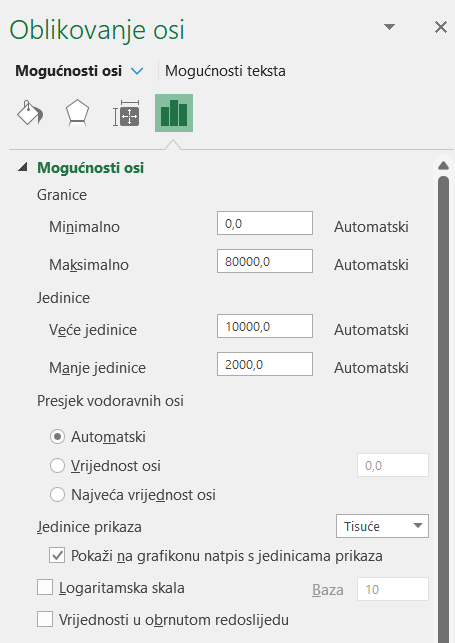 Oblikovanje osi
Mogućnosti osi Mogućnosti teksta
Mogućnosti osi
Granice
Minimalno 0,0 Automatski
Maksimalno 80000,0 Automatski
Jedinice
Veće jedinice 10000,0 Automatski
Manje jedinice 2000,0 Automatski
Presjek vodoravnih osi
Automatski
Vrijednost osi 0,0
Najveća vrijednost osi
Jedinice prikaza Tisuće
Pokaži na grafikonu natpis s jedinicama prikaza
Logaritamska skala Baza 10
Vrijednosti u obrnutom redoslijedu